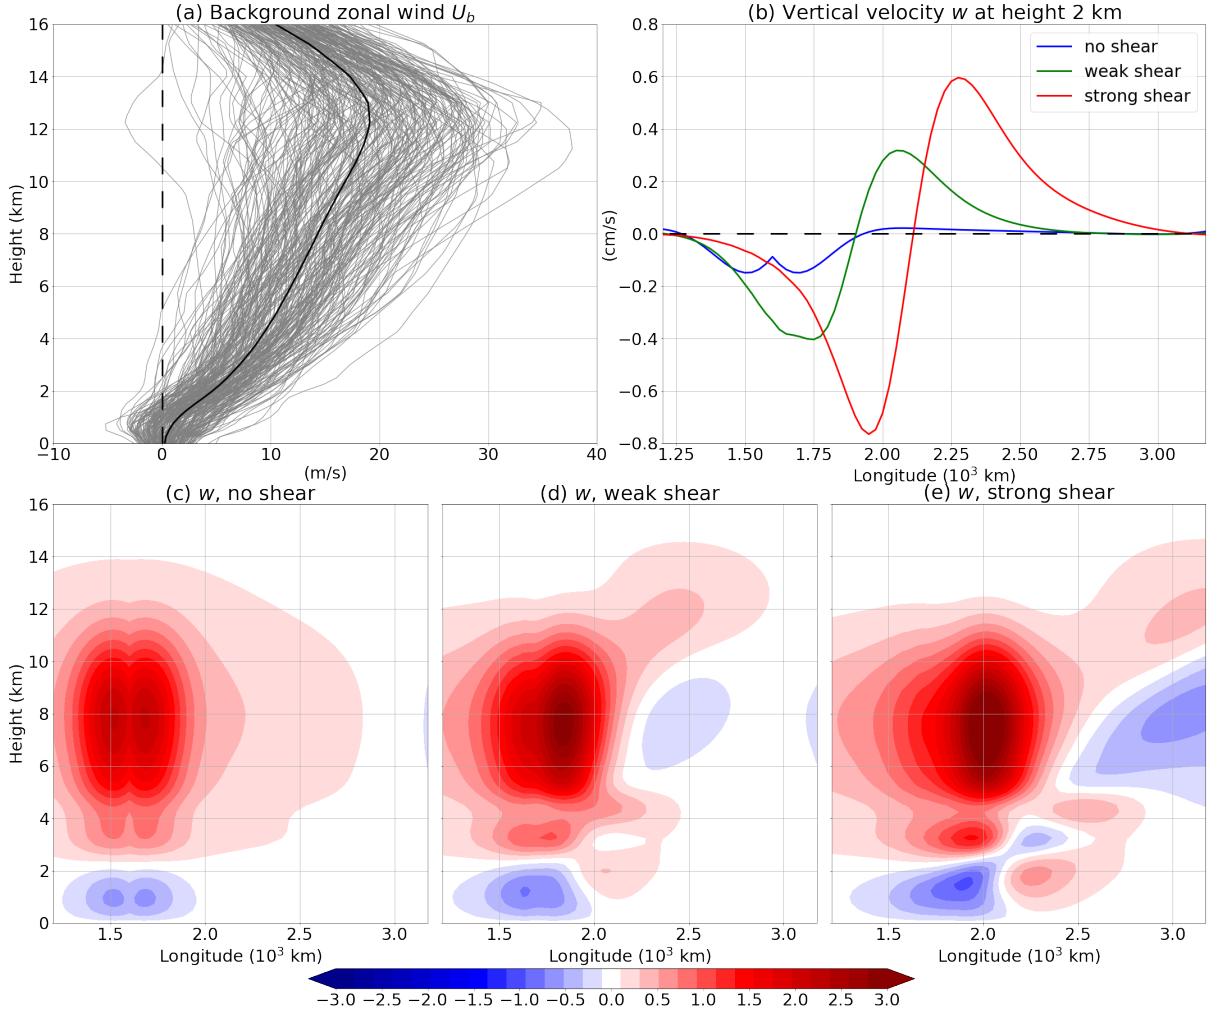 (a) Background zonal wind U_b
16
14
12
10
8
6
4
2
0
Height (km)
−10 0 10 20 30 40
(m/s)
(b) Vertical velocity w at height 2 km
0.8
0.6
0.4
0.2
0.0
−0.2
−0.4
−0.6
−0.8
(cm/s)
no shear
weak shear
strong shear
1.25 1.50 1.75 2.00 2.25 2.50 2.75 3.00
Longitude (10³ km)
(c) w, no shear
16
14
12
10
8
6
4
2
0
Height (km)
1.5 2.0 2.5 3.0
Longitude (10³ km)
(d) w, weak shear
1.5 2.0 2.5 3.0
Longitude (10³ km)
(e) w, strong shear
1.5 2.0 2.5 3.0
Longitude (10³ km)
−3.0 −2.5 −2.0 −1.5 −1.0 −0.5 0.0 0.5 1.0 1.5 2.0 2.5 3.0